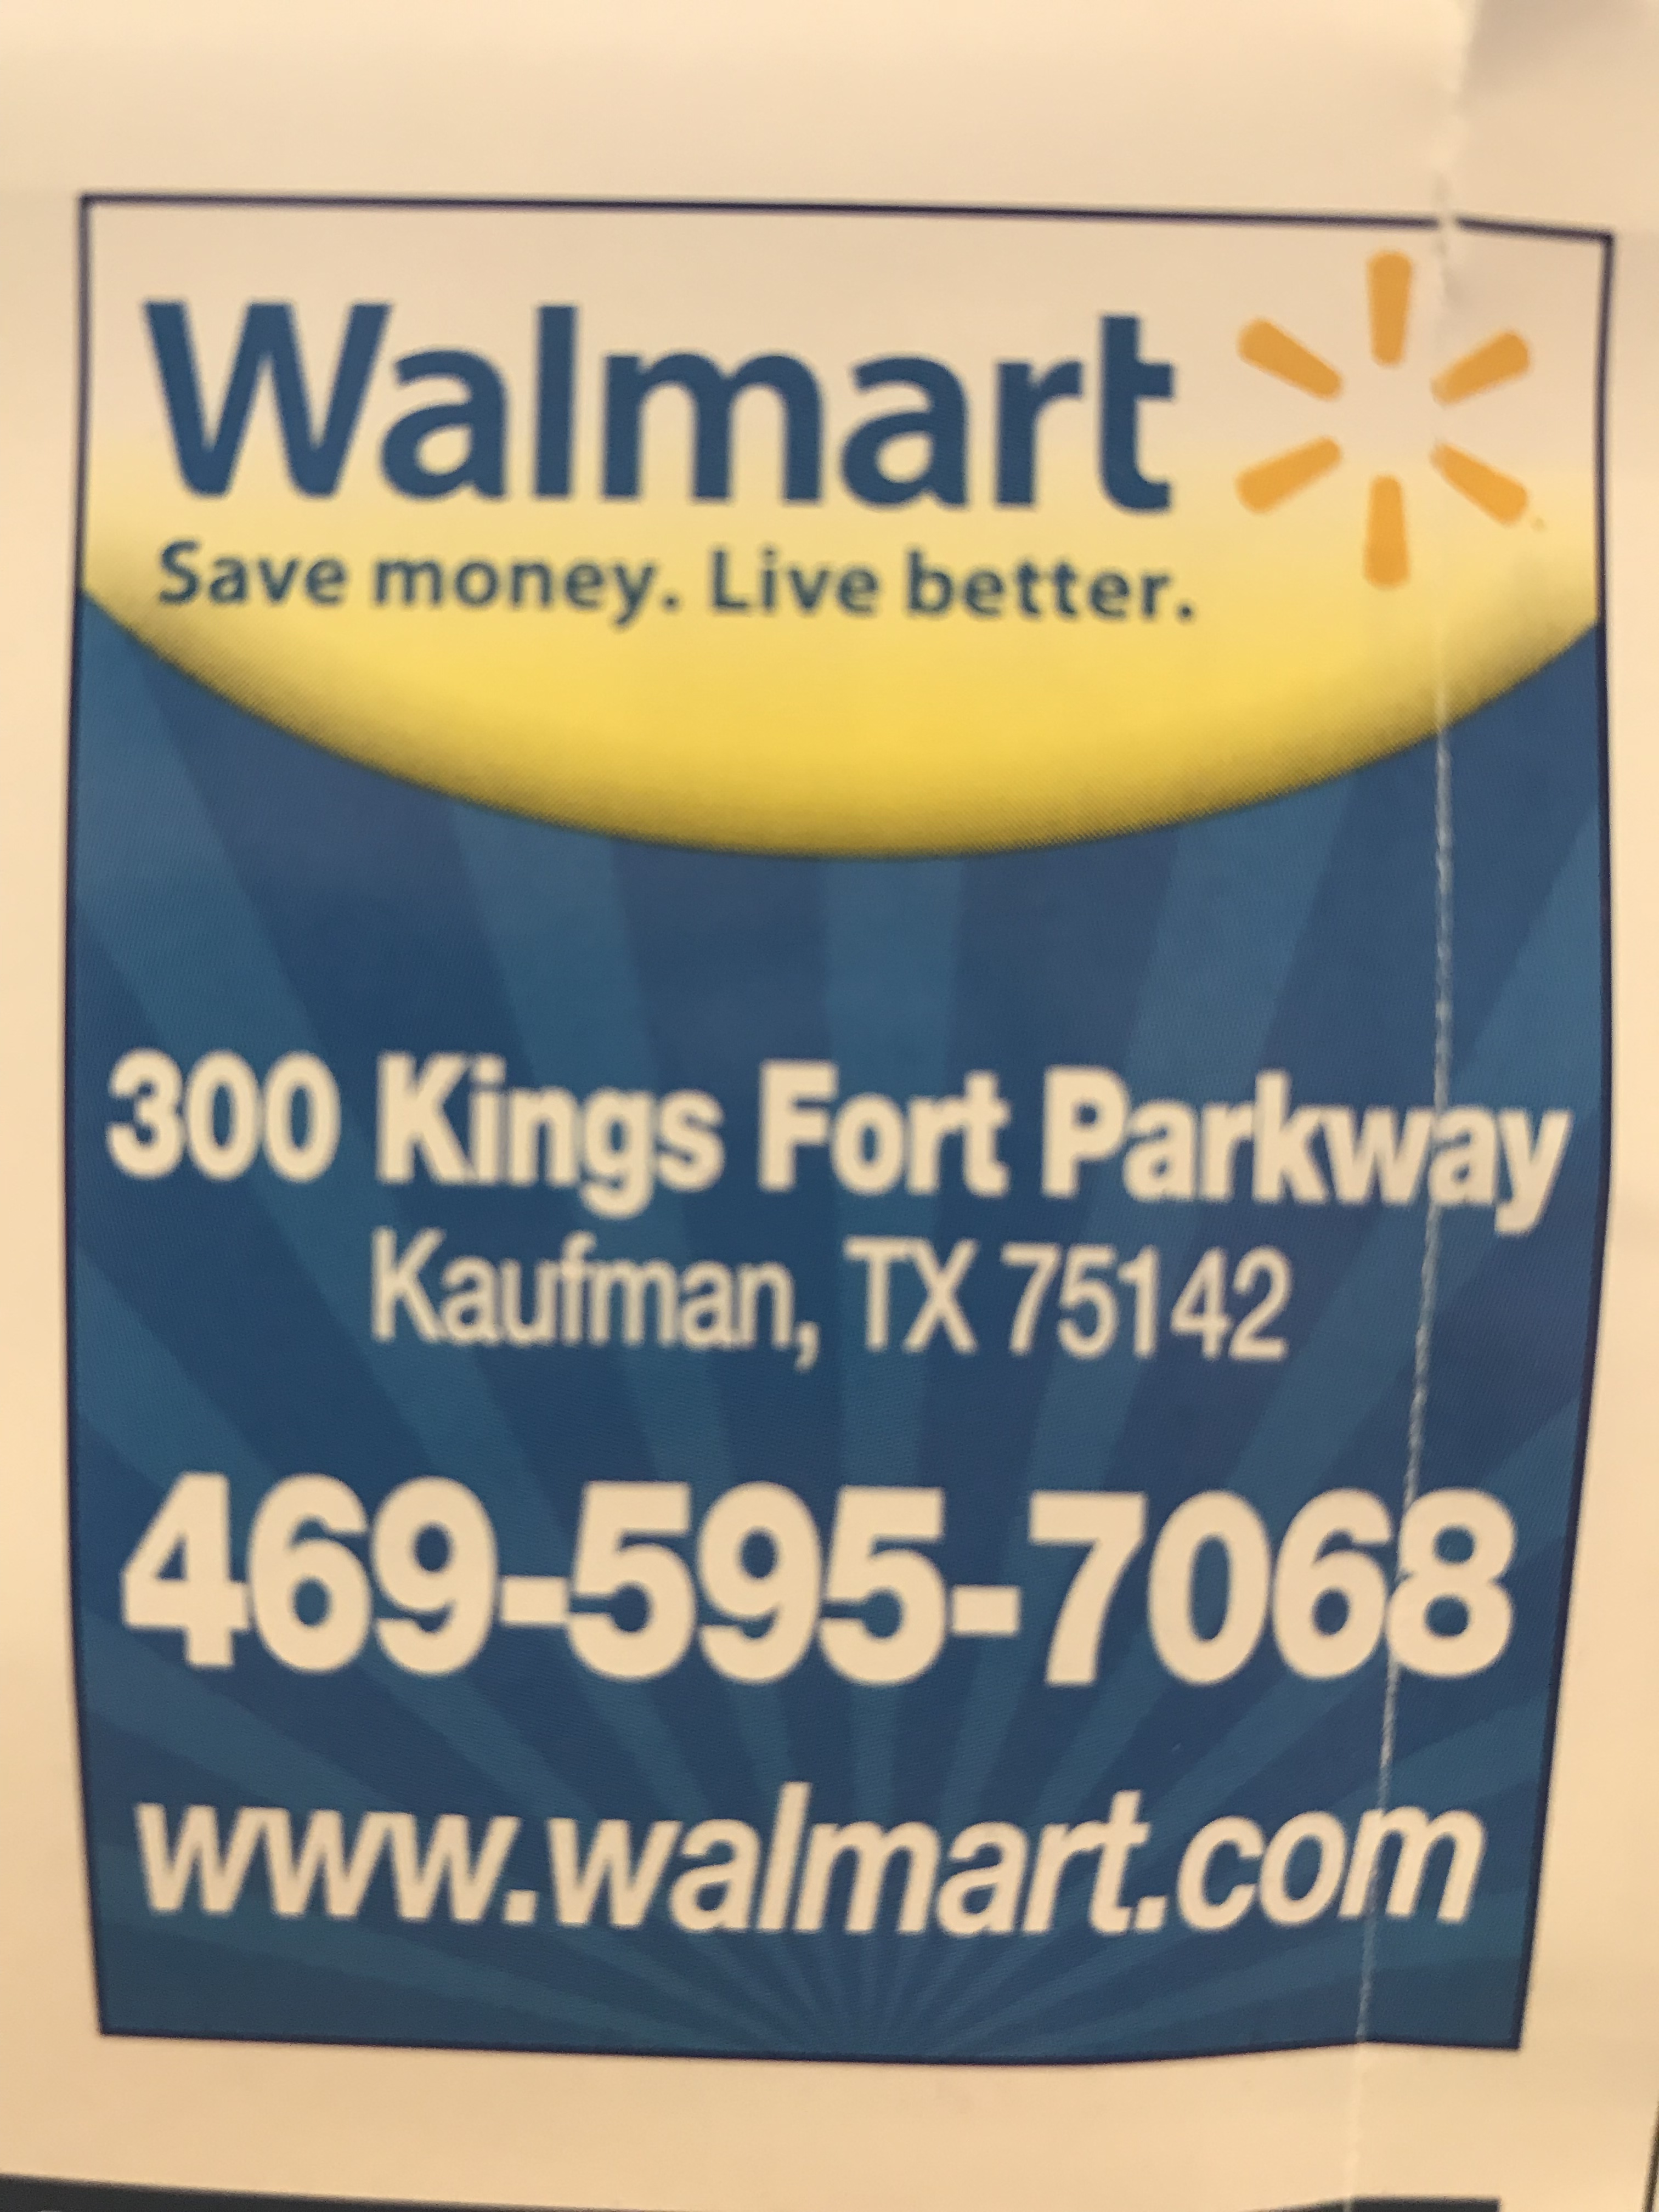 Walmart
Save money. Live better.
300 Kings Fort Parkway
Kaufman, TX 75142
469-595-7068
www.walmart.com